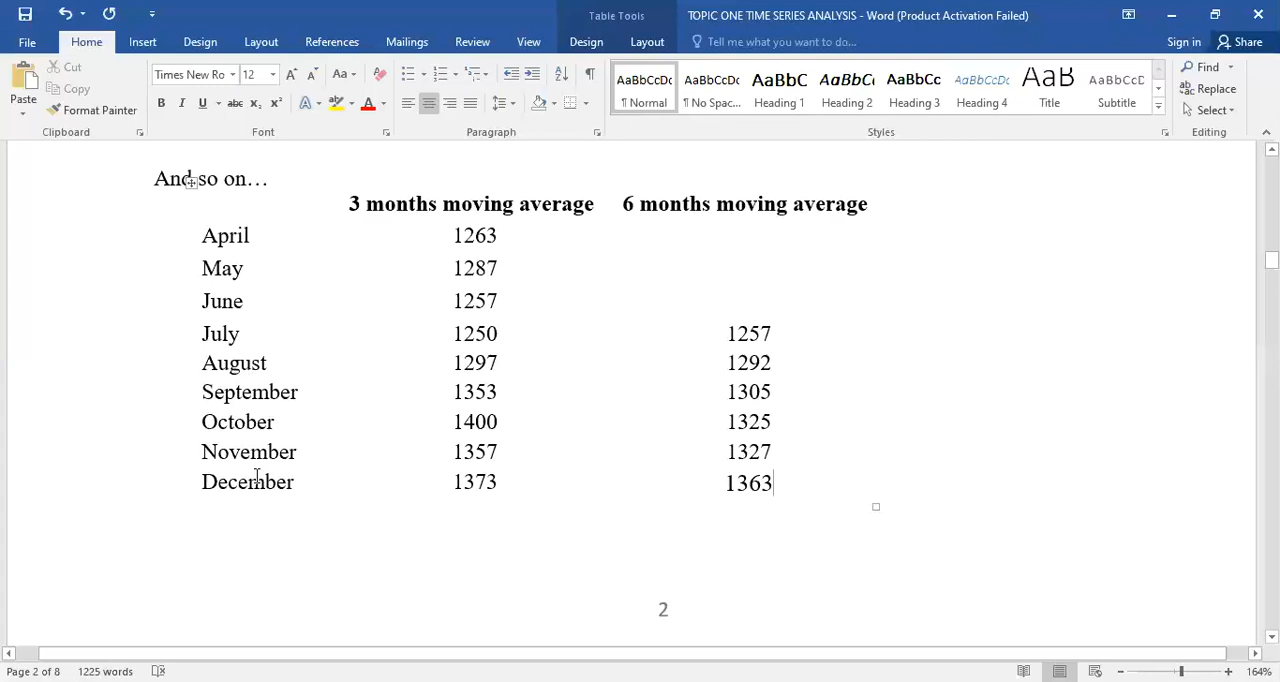 TOPIC ONE TIME SERIES ANALYSIS - Word (Product Activation Failed)
Table Tools
File Home Insert Design Layout References Mailings Review View Design Layout Tell me what you want to do... Sign in Share
Paste
Cut
Copy
Format Painter
Clipboard
Times New Ro 12
Font
Paragraph
AaBbCcDc AaBbCcDc AaBbC AaBbCc AaBbCc AaBbCcDc AaB AaBbCcD
¶ Normal ¶ No Spac... Heading 1 Heading 2 Heading 3 Heading 4 Title Subtitle
Styles
Find
Replace
Select
Editing
And so on…
3 months moving average 6 months moving average
April 1263
May 1287
June 1257
July 1250 1257
August 1297 1292
September 1353 1305
October 1400 1325
November 1357 1327
December 1373 1363
2
Page 2 of 8 1225 words 164%